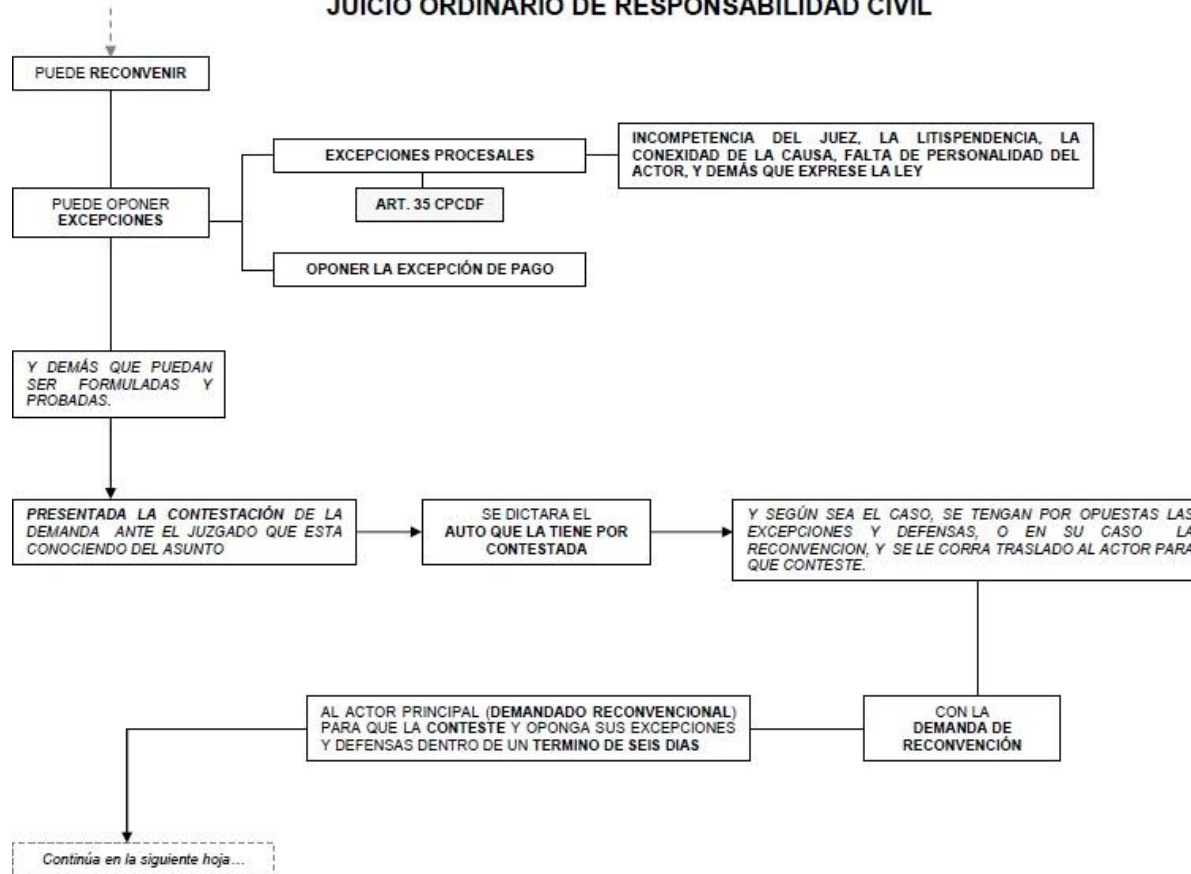 JUICIO ORDINARIO DE RESPONSABILIDAD CIVIL
PUEDE RECONVENIR
EXCEPCIONES PROCESALES
INCOMPETENCIA DEL JUEZ, LA LITISPENDENCIA, LA
CONEXIDAD DE LA CAUSA, FALTA DE PERSONALIDAD DEL
ACTOR, Y DEMÁS QUE EXPRESE LA LEY
PUEDE OPONER
EXCEPCIONES
ART. 35 CPCDF
OPONER LA EXCEPCIÓN DE PAGO
Y DEMÁS QUE PUEDAN
SER FORMULADAS Y
PROBADAS.
PRESENTADA LA CONTESTACIÓN DE LA
DEMANDA ANTE EL JUZGADO QUE ESTA
CONOCIENDO DEL ASUNTO
SE DICTARA EL
AUTO QUE LA TIENE POR
CONTESTADA
Y SEGÚN SEA EL CASO, SE TENGAN POR OPUESTAS LAS
EXCEPCIONES Y DEFENSAS, O EN SU CASO LA
RECONVENCION, Y SE LE CORRA TRASLADO AL ACTOR PARA
QUE CONTESTE.
CON LA
DEMANDA DE
RECONVENCIÓN
AL ACTOR PRINCIPAL (DEMANDADO RECONVENCIONAL)
PARA QUE LA CONTESTE Y OPONGA SUS EXCEPCIONES
Y DEFENSAS DENTRO DE UN TERMINO DE SEIS DIAS
Continúa en la siguiente hoja…